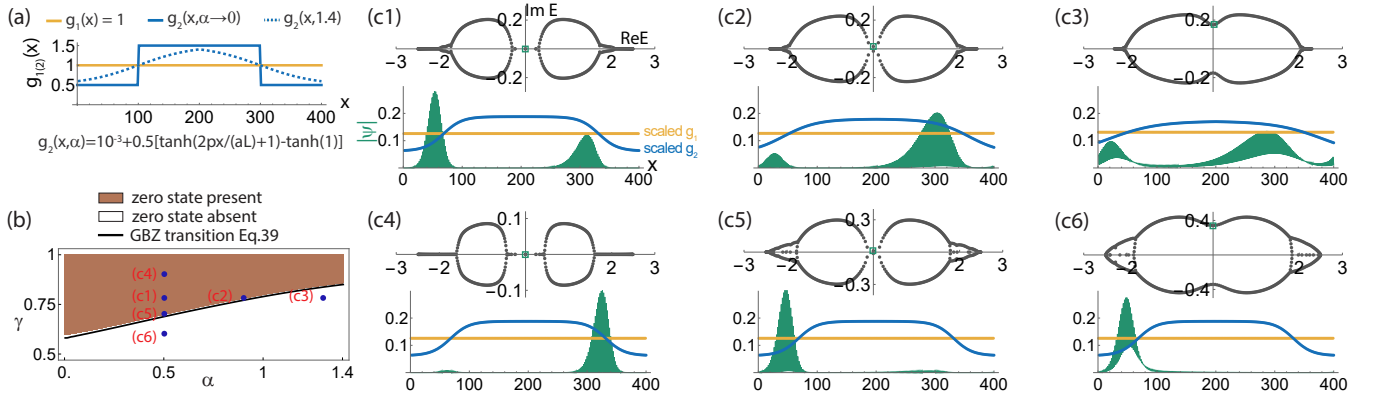 (a)
g₁(x) = 1
g₂(x,α→0)
g₂(x,1.4)
g₁₍₂₎(x)
1.5
1.0
0.5
100 200 300 400 x
g₂(x,α)=10⁻³+0.5[tanh(2px/(aL)+1)-tanh(1)]
(b)
zero state present
zero state absent
GBZ transition Eq.39
γ
1
0.75
0.5
(c4)
(c1)
(c2)
(c3)
(c5)
(c6)
0. 0.5 1 1.4
α
(c1)
Im E
ReE
0.2
-3 -2 2 3
-0.2
|ψ|
0.2
0.1
scaled g₁
scaled g₂
x
0 100 200 300 400
(c2)
0.2
-3 -2 2 3
-0.2
0.2
0.1
0 100 200 300 400
(c3)
0.2
-3 -2 2 3
-0.2
0.2
0.1
0 100 200 300 400
(c4)
0.1
-3 -2 2 3
-0.1
0.2
0.1
0 100 200 300 400
(c5)
0.3
-3 -2 2 3
-0.3
0.2
0.1
0 100 200 300 400
(c6)
0.4
-3 -2 2 3
-0.4
0.2
0.1
0 100 200 300 400